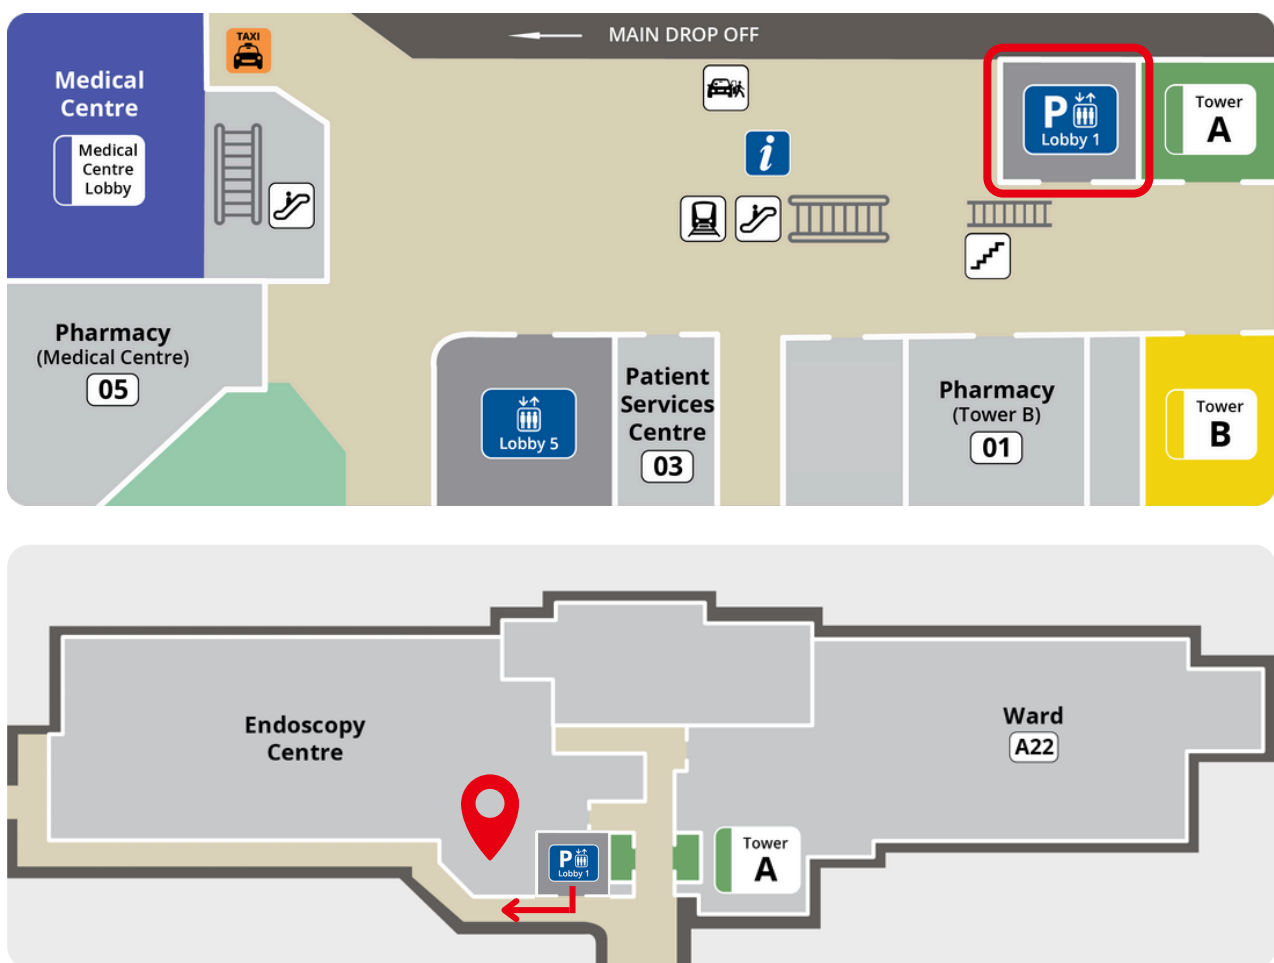 MAIN DROP OFF
TAXI
Medical
Centre
Medical
Centre
Lobby
P
Lobby 1
Tower
A
i
Pharmacy
(Medical Centre)
05
Lobby 5
Patient
Services
Centre
03
Pharmacy
(Tower B)
01
Tower
B
Endoscopy
Centre
Ward
A22
P
Lobby 1
Tower
A